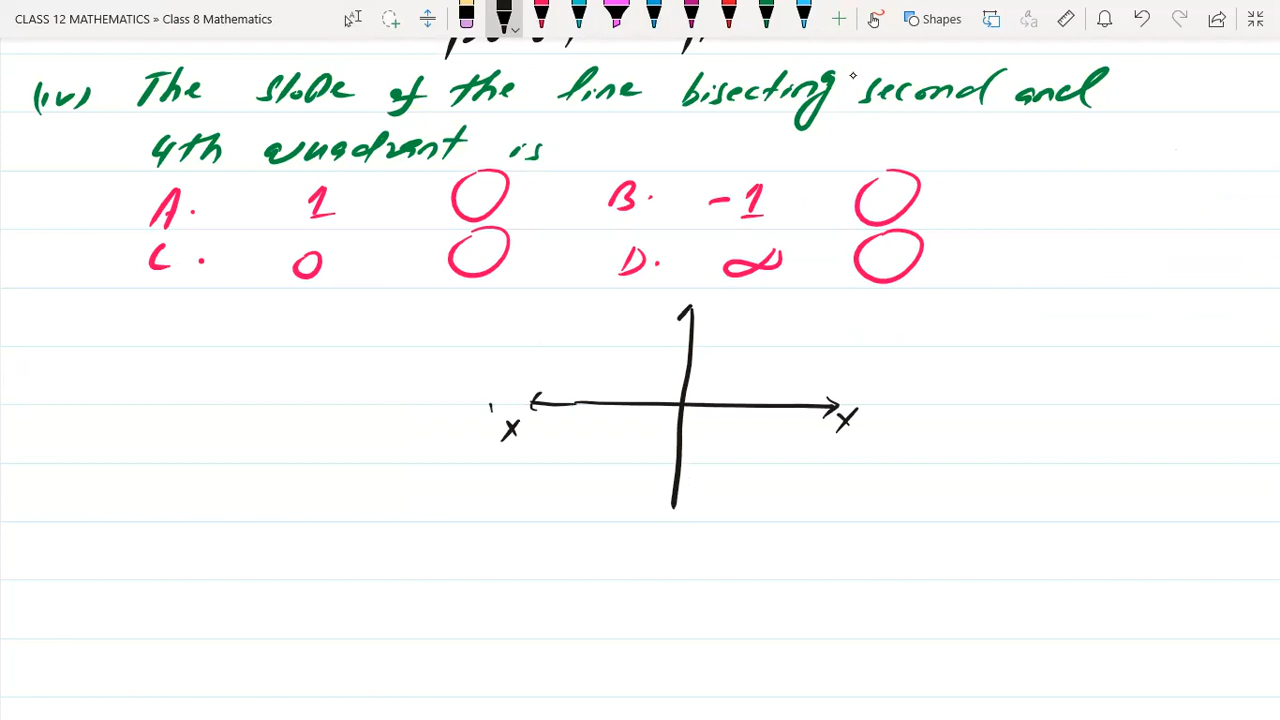 CLASS 12 MATHEMATICS » Class 8 Mathematics
Shapes
(iv) The slope of the line bisecting second and
4th quadrant is
A. 1 B. -1
C. 0 D. ∞
x x